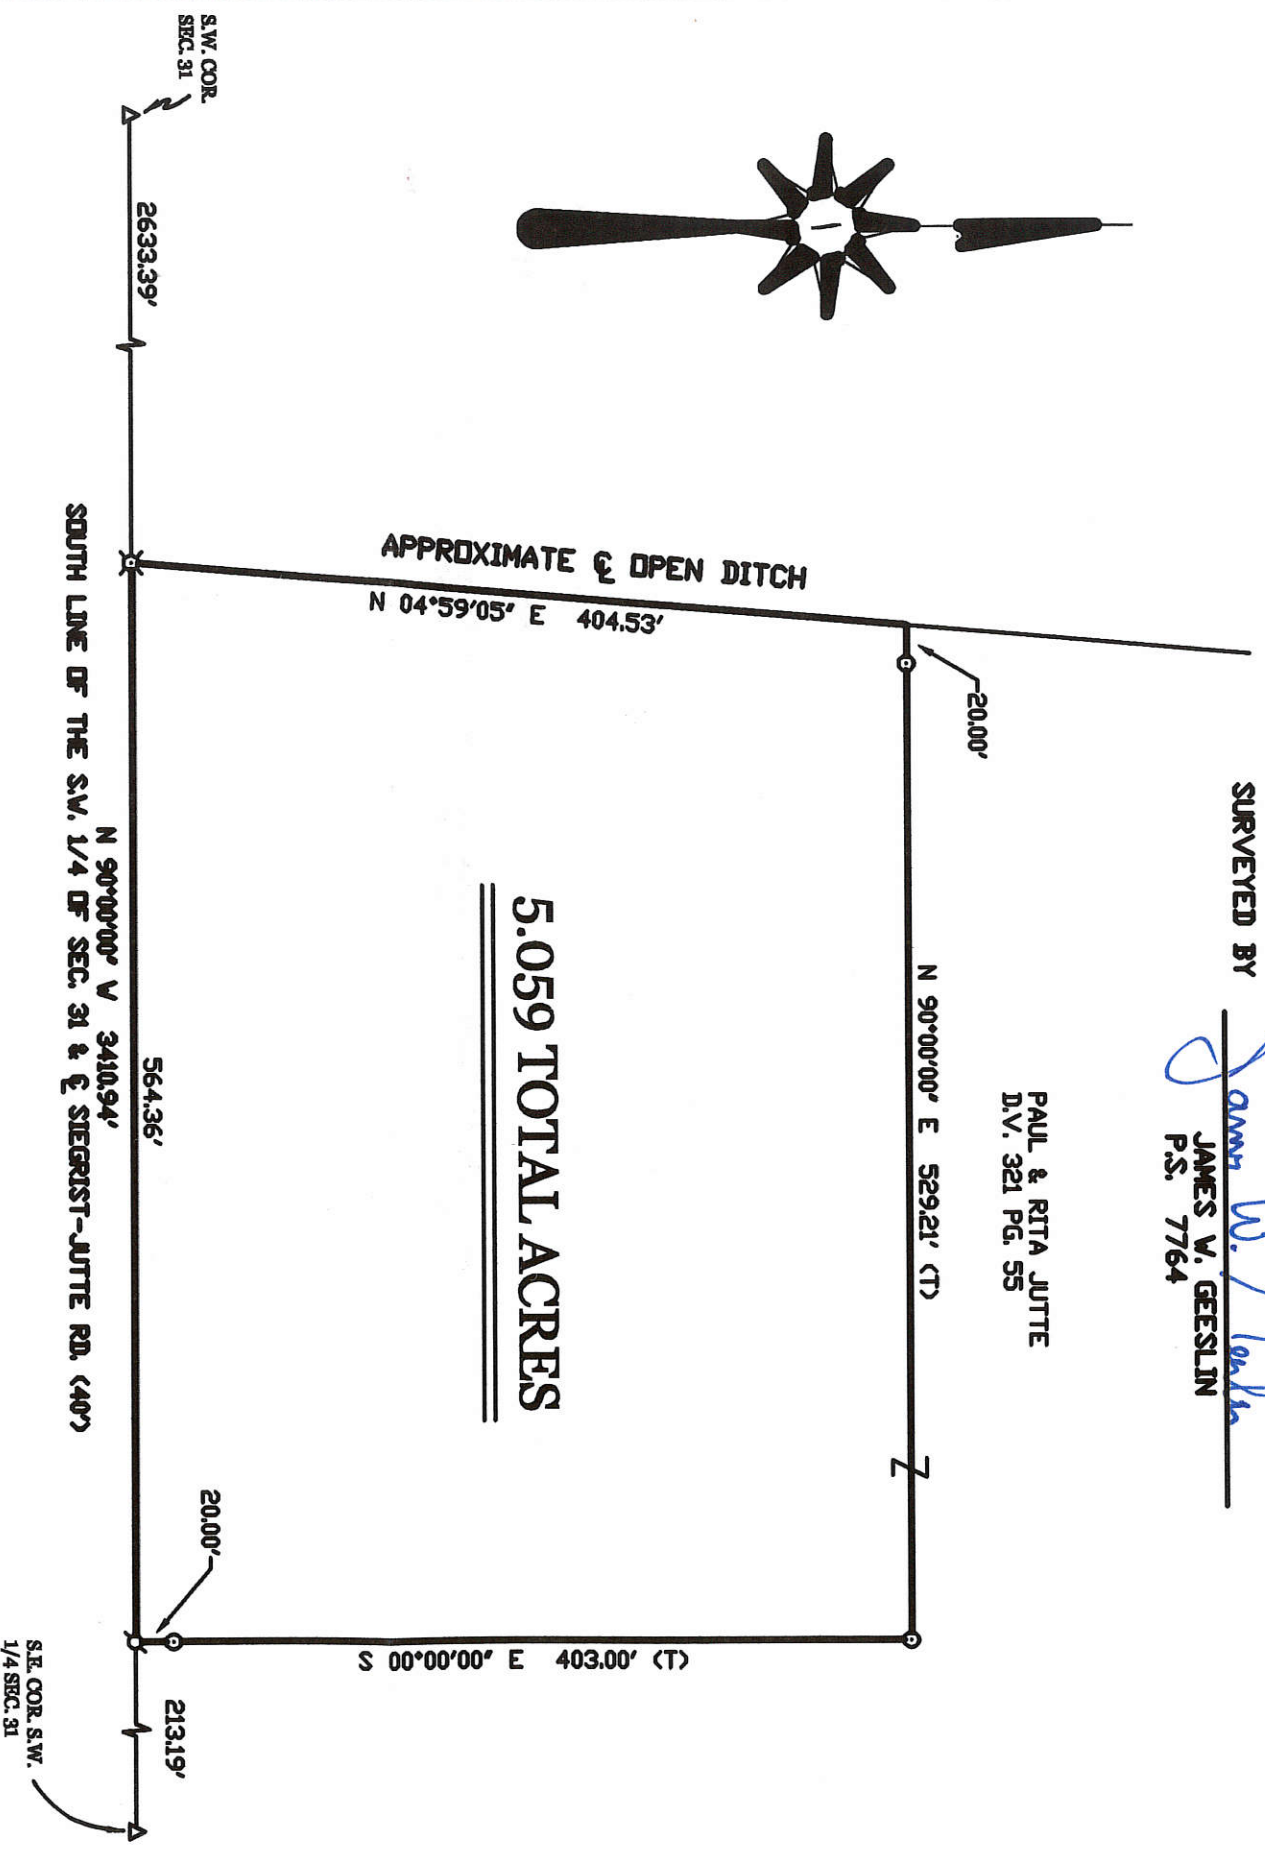 SURVEYED BY
James W. Geeslin
JAMES W. GEESLIN
P.S. 7764
PAUL & RITA JUTTE
D.V. 321 PG. 55
20.00'
N 90°00'00" E 529.21' (T)
APPROXIMATE ℄ OPEN DITCH
N 04°59'05" E 404.53'
5.059 TOTAL ACRES
S 00°00'00" E 403.00' (T)
20.00'
S.W. COR.
SEC. 31
2633.39'
564.36'
213.19'
N 90°00'00" W 3410.94'
SOUTH LINE OF THE S.W. 1/4 OF SEC. 31 & ℄ SIEGRIST-JUTTE RD. (40')
S.E. COR. S.W.
1/4 SEC. 31